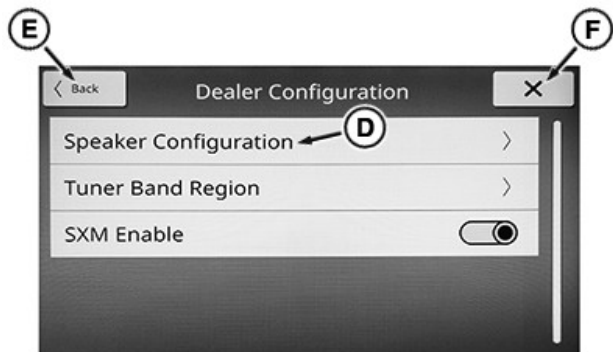 E
F
Back
Dealer Configuration
X
D
Speaker Configuration
Tuner Band Region
SXM Enable